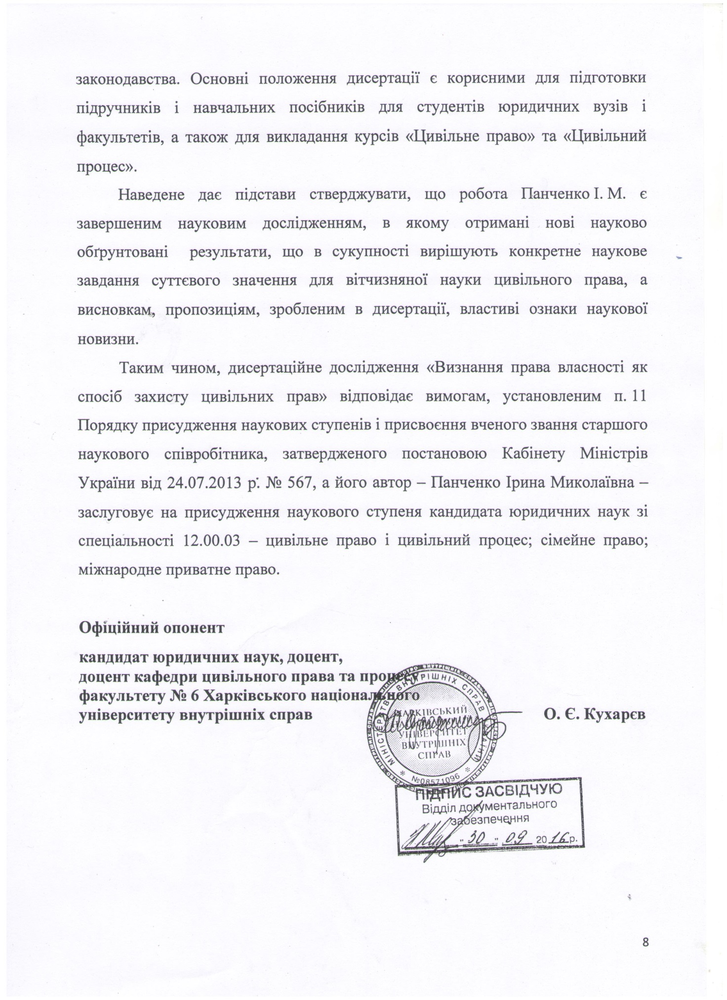 законодавства. Основні положення дисертації є корисними для підготовки
підручників і навчальних посібників для студентів юридичних вузів і
факультетів, а також для викладання курсів «Цивільне право» та «Цивільний
процес».
Наведене дає підстави стверджувати, що робота Панченко І. М. є
завершеним науковим дослідженням, в якому отримані нові науково
обґрунтовані результати, що в сукупності вирішують конкретне наукове
завдання суттєвого значення для вітчизняної науки цивільного права, а
висновкам, пропозиціям, зробленим в дисертації, властиві ознаки наукової
новизни.
Таким чином, дисертаційне дослідження «Визнання права власності як
спосіб захисту цивільних прав» відповідає вимогам, установленим п. 11
Порядку присудження наукових ступенів і присвоєння вченого звання старшого
наукового співробітника, затвердженого постановою Кабінету Міністрів
України від 24.07.2013 р. № 567, а його автор – Панченко Ірина Миколаївна –
заслуговує на присудження наукового ступеня кандидата юридичних наук зі
спеціальності 12.00.03 – цивільне право і цивільний процес; сімейне право;
міжнародне приватне право.
Офіційний опонент
кандидат юридичних наук, доцент,
доцент кафедри цивільного права та процесу
факультету № 6 Харківського національного
університету внутрішніх справ О. Є. Кухарєв
МІНІСТЕРСТВО ВНУТРІШНІХ СПРАВ УКРАЇНИ
ХАРКІВСЬКИЙ
НАЦІОНАЛЬНИЙ
УНІВЕРСИТЕТ
ВНУТРІШНІХ
СПРАВ
* №08571096 *
ПІДПИС ЗАСВІДЧУЮ
Відділ документального
забезпечення
"30" 09 2016 р.
8